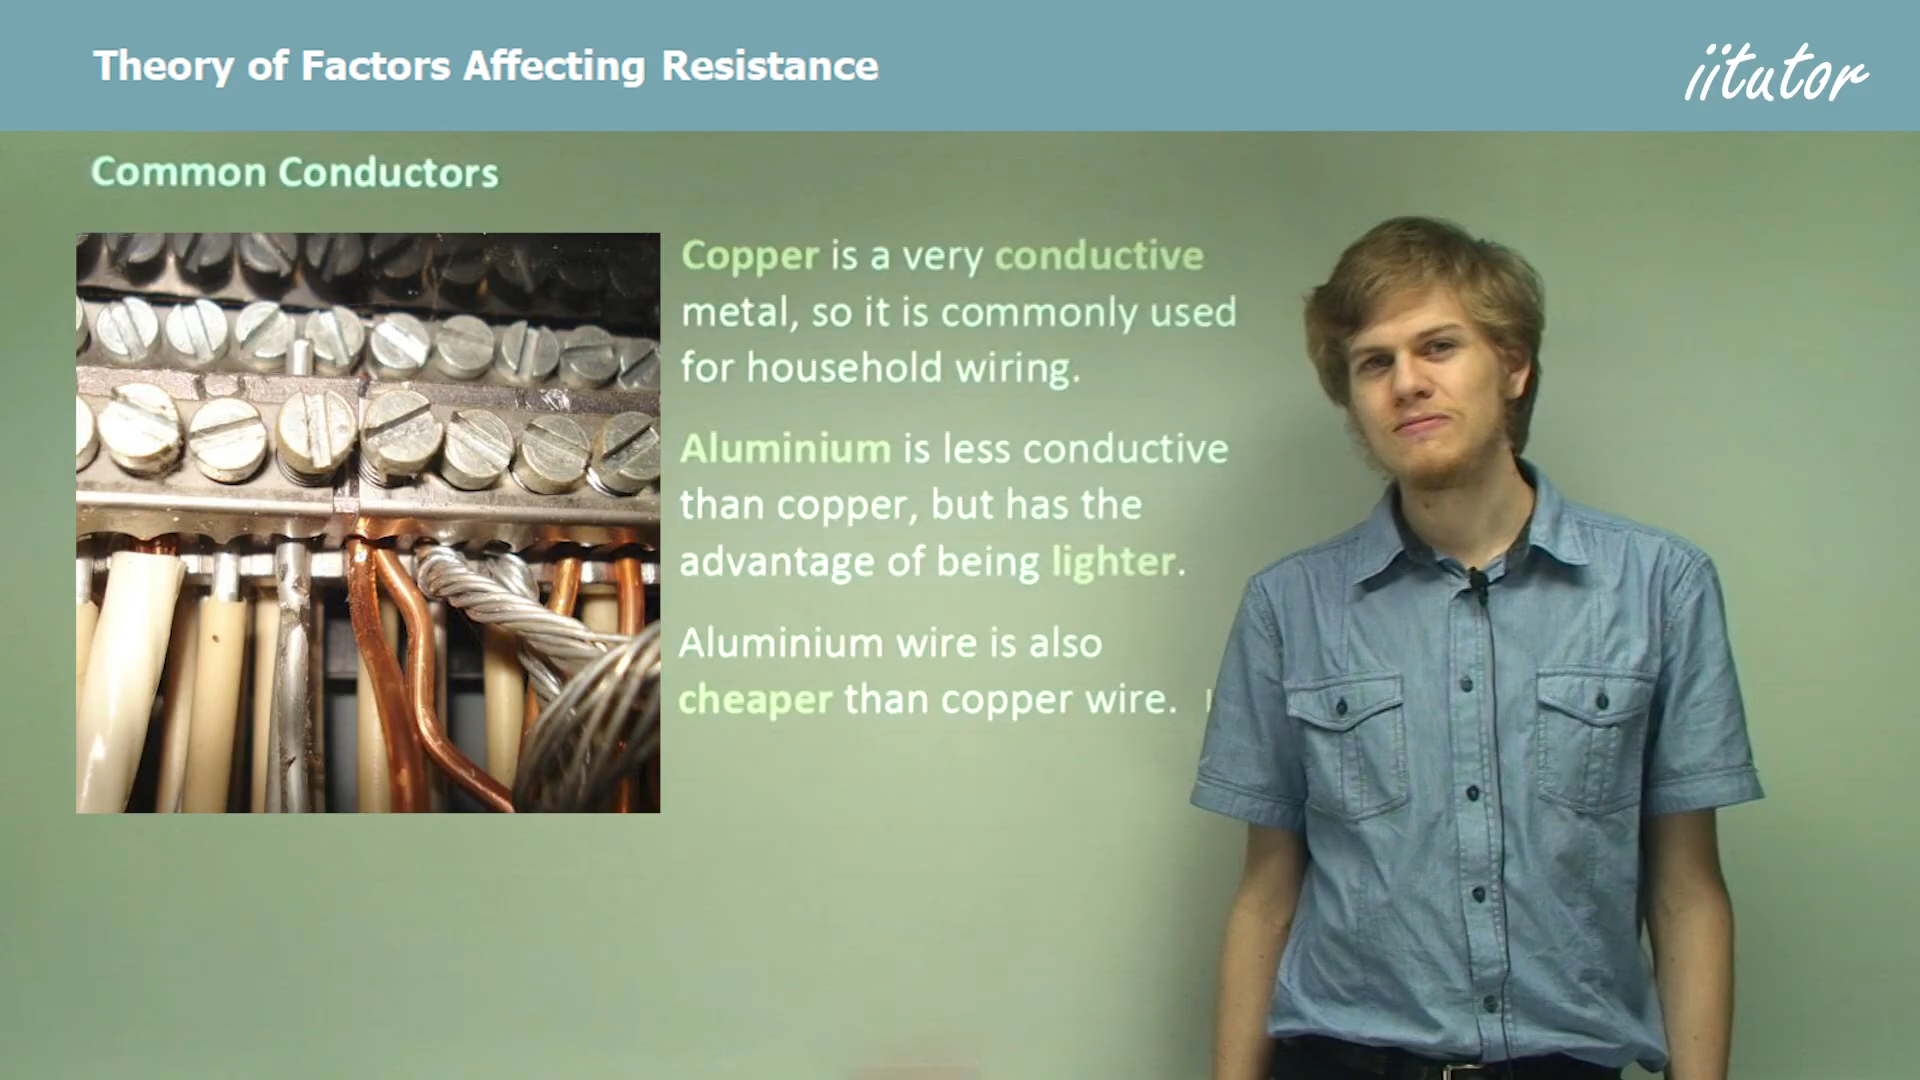 Theory of Factors Affecting Resistance
iitutor
Common Conductors
Copper is a very conductive
metal, so it is commonly used
for household wiring.
Aluminium is less conductive
than copper, but has the
advantage of being lighter.
Aluminium wire is also
cheaper than copper wire.